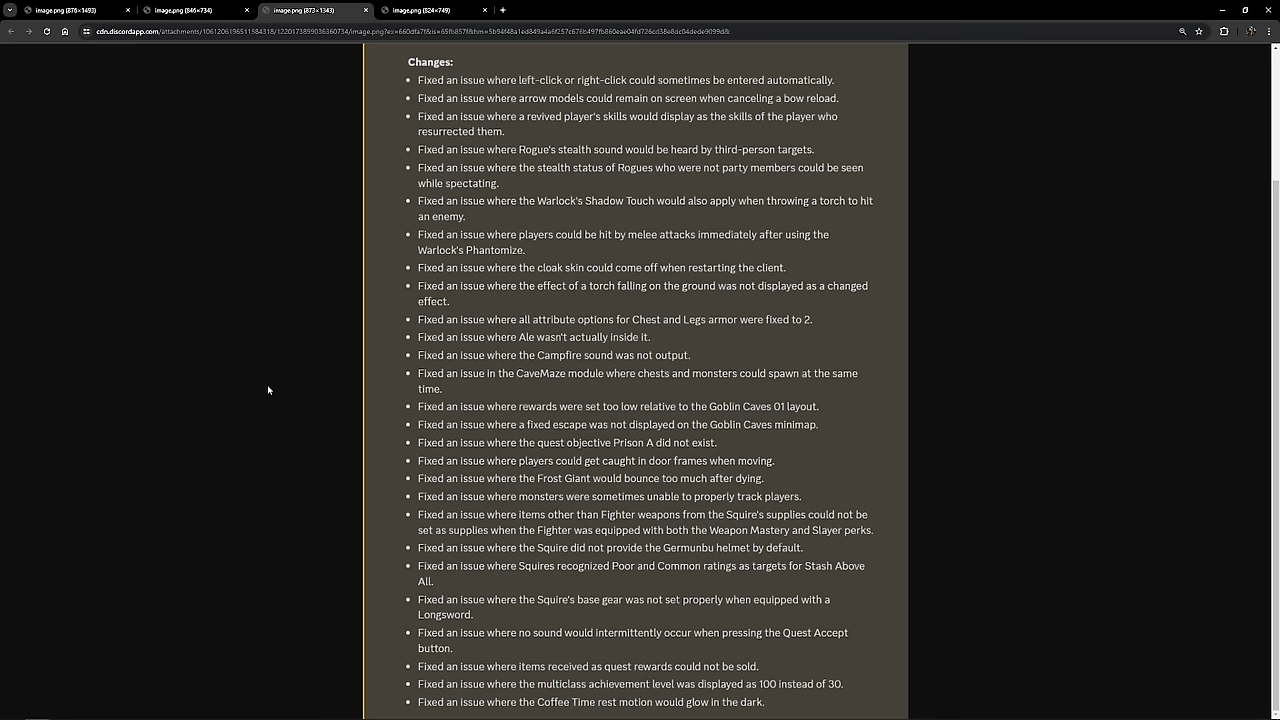 image.png (876×1493)
image.png (846×734)
image.png (873×1343)
image.png (824×749)
Changes:
Fixed an issue where left-click or right-click could sometimes be entered automatically.
Fixed an issue where arrow models could remain on screen when canceling a bow reload.
Fixed an issue where a revived player's skills would display as the skills of the player who
resurrected them.
Fixed an issue where Rogue's stealth sound would be heard by third-person targets.
Fixed an issue where the stealth status of Rogues who were not party members could be seen
while spectating.
Fixed an issue where the Warlock's Shadow Touch would also apply when throwing a torch to hit
an enemy.
Fixed an issue where players could be hit by melee attacks immediately after using the
Warlock's Phantomize.
Fixed an issue where the cloak skin could come off when restarting the client.
Fixed an issue where the effect of a torch falling on the ground was not displayed as a changed
effect.
Fixed an issue where all attribute options for Chest and Legs armor were fixed to 2.
Fixed an issue where Ale wasn't actually inside it.
Fixed an issue where the Campfire sound was not output.
Fixed an issue in the CaveMaze module where chests and monsters could spawn at the same
time.
Fixed an issue where rewards were set too low relative to the Goblin Caves 01 layout.
Fixed an issue where a fixed escape was not displayed on the Goblin Caves minimap.
Fixed an issue where the quest objective Prison A did not exist.
Fixed an issue where players could get caught in door frames when moving.
Fixed an issue where the Frost Giant would bounce too much after dying.
Fixed an issue where monsters were sometimes unable to properly track players.
Fixed an issue where items other than Fighter weapons from the Squire's supplies could not be
set as supplies when the Fighter was equipped with both the Weapon Mastery and Slayer perks.
Fixed an issue where the Squire did not provide the Germunbu helmet by default.
Fixed an issue where Squires recognized Poor and Common ratings as targets for Stash Above
All.
Fixed an issue where the Squire's base gear was not set properly when equipped with a
Longsword.
Fixed an issue where no sound would intermittently occur when pressing the Quest Accept
button.
Fixed an issue where items received as quest rewards could not be sold.
Fixed an issue where the multiclass achievement level was displayed as 100 instead of 30.
Fixed an issue where the Coffee Time rest motion would glow in the dark.